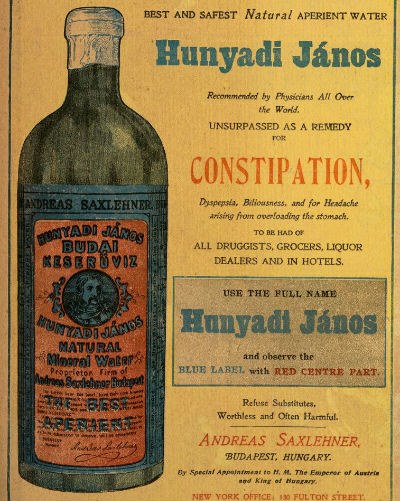 BEST AND SAFEST Natural APERIENT WATER
Hunyadi János
Recommended by Physicians All Over
the World.
UNSURPASSED AS A REMEDY
FOR
CONSTIPATION,
Dyspepsia, Biliousness, and for Headache
arising from overloading the stomach.
TO BE HAD OF
ALL DRUGGISTS, GROCERS, LIQUOR
DEALERS AND IN HOTELS.
USE THE FULL NAME
Hunyadi János
and observe the
BLUE LABEL with RED CENTRE PART.
Refuse Substitutes,
Worthless and Often Harmful.
ANDREAS SAXLEHNER,
BUDAPEST, HUNGARY.
By Special Appointment to H. M. The Emperor of Austria
and King of Hungary.
NEW YORK OFFICE: 130 FULTON STREET.
ANDREAS SAXLEHNER,
HUNYADI JÁNOS
BUDAI
KESERÜVIZ
HUNYADI JÁNOS
NATURAL
Mineral Water
Proprietor Firm of
Andreas Saxlehner Budapest
THE BEST
APERIENT
Andreas Saxlehner